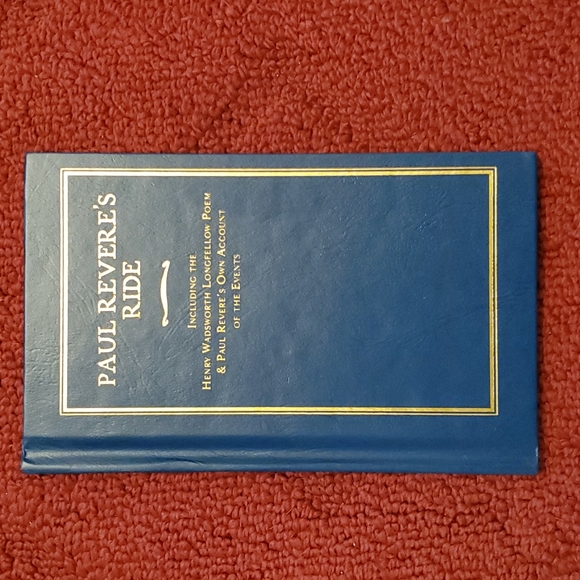 PAUL REVERE'S
RIDE
INCLUDING THE
HENRY WADSWORTH LONGFELLOW POEM
& PAUL REVERE'S OWN ACCOUNT
OF THE EVENTS